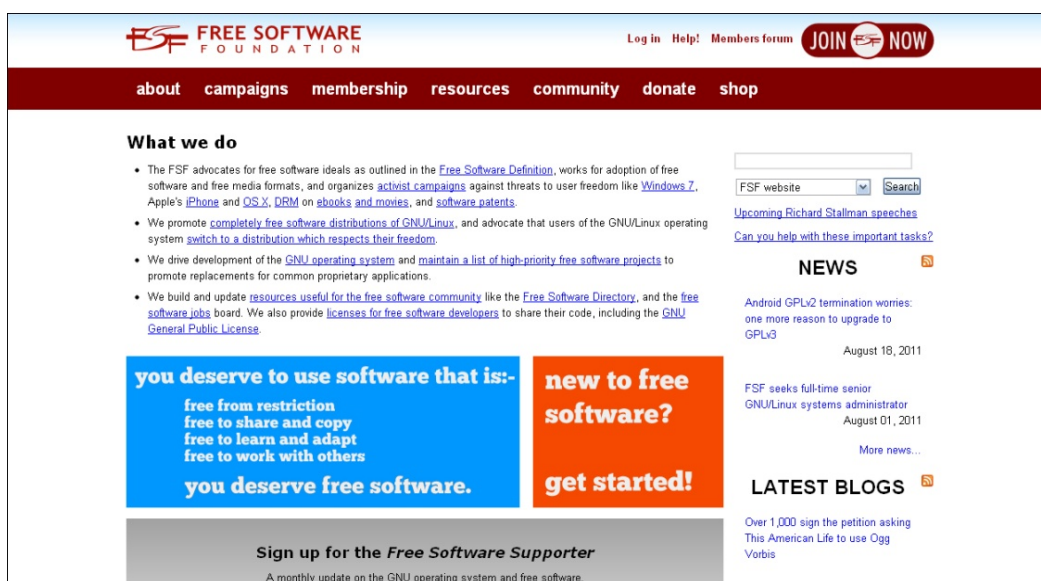 FSF FREE SOFTWARE
FOUNDATION
Log in Help! Members forum JOIN FSF NOW
about campaigns membership resources community donate shop
What we do
• The FSF advocates for free software ideals as outlined in the Free Software Definition, works for adoption of free
software and free media formats, and organizes activist campaigns against threats to user freedom like Windows 7,
Apple's iPhone and OS X, DRM on ebooks and movies, and software patents.
• We promote completely free software distributions of GNU/Linux, and advocate that users of the GNU/Linux operating
system switch to a distribution which respects their freedom.
• We drive development of the GNU operating system and maintain a list of high-priority free software projects to
promote replacements for common proprietary applications.
• We build and update resources useful for the free software community like the Free Software Directory, and the free
software jobs board. We also provide licenses for free software developers to share their code, including the GNU
General Public License.
you deserve to use software that is:-
free from restriction
free to share and copy
free to learn and adapt
free to work with others
you deserve free software.
new to free
software?
get started!
Sign up for the Free Software Supporter
A monthly update on the GNU operating system and free software.
FSF website Search
Upcoming Richard Stallman speeches
Can you help with these important tasks?
NEWS
Android GPLv2 termination worries:
one more reason to upgrade to
GPLv3
August 18, 2011
FSF seeks full-time senior
GNU/Linux systems administrator
August 01, 2011
More news...
LATEST BLOGS
Over 1,000 sign the petition asking
This American Life to use Ogg
Vorbis